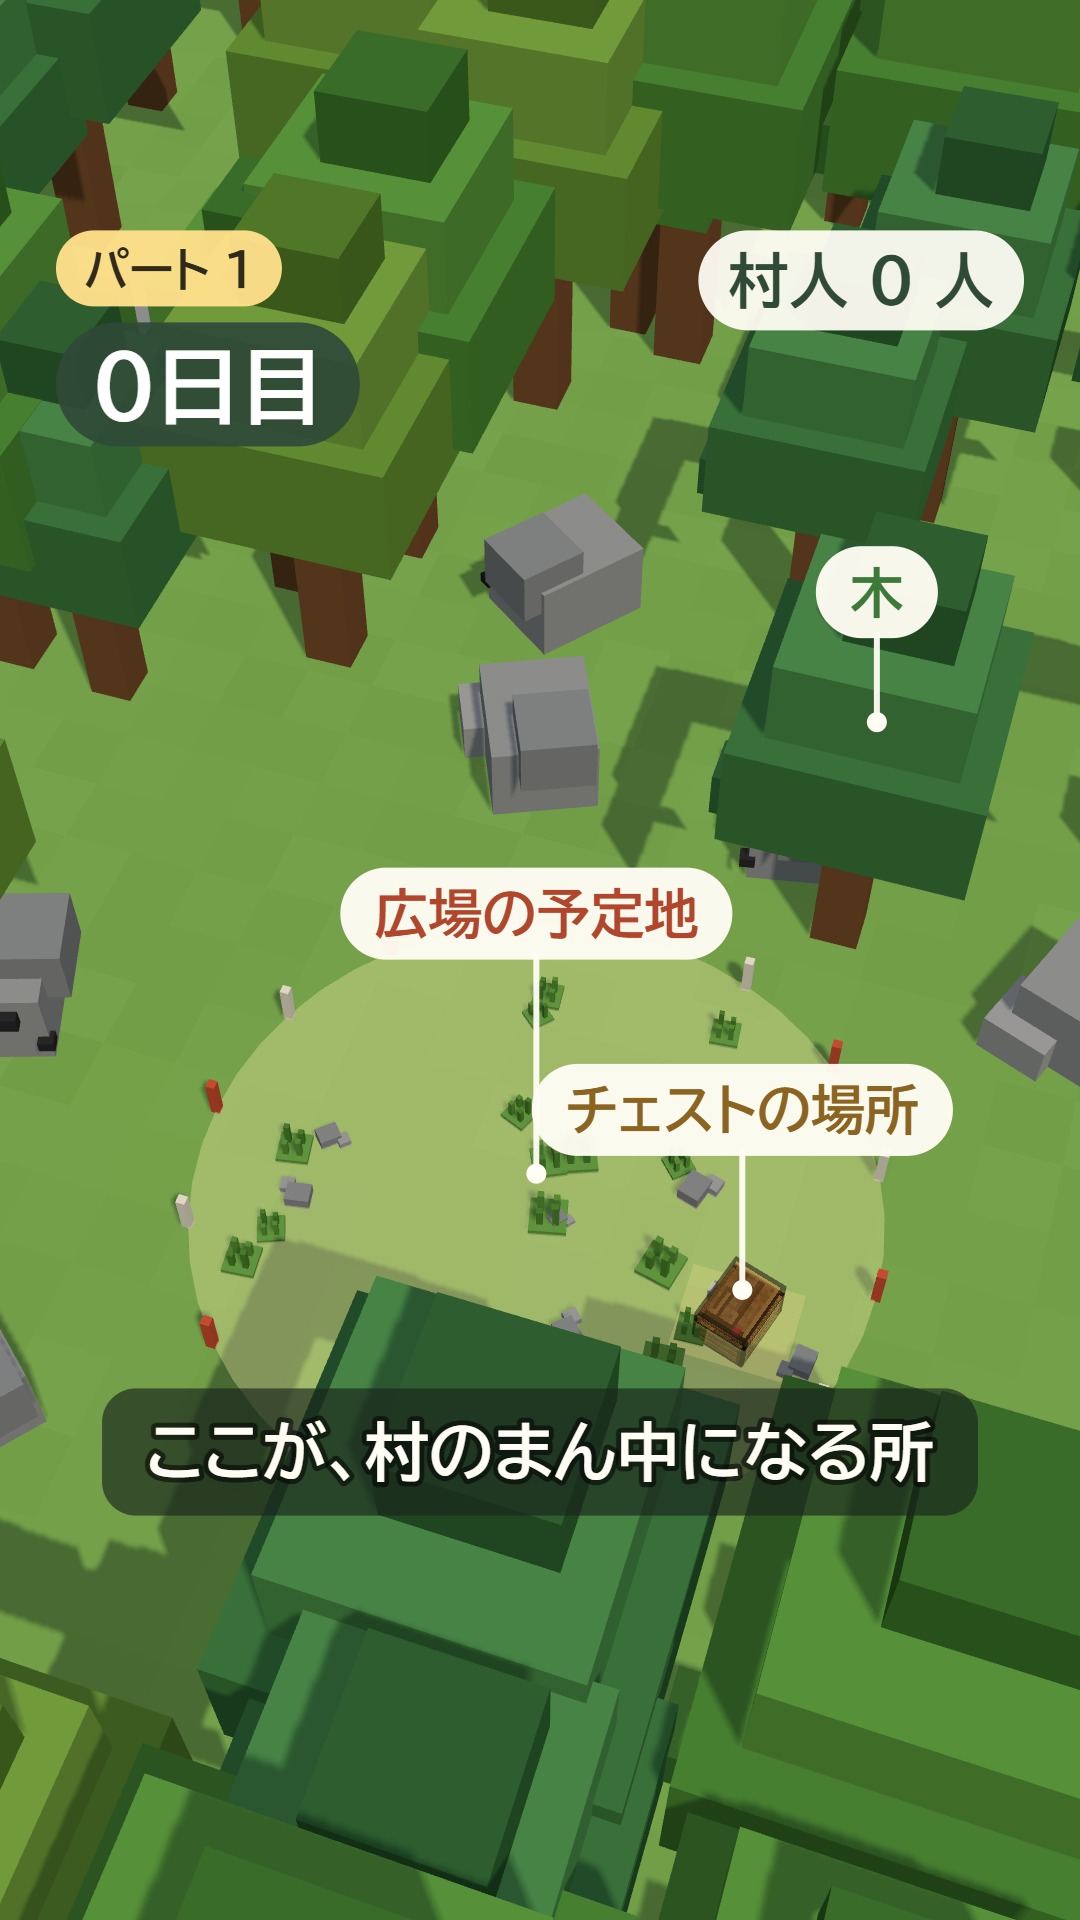 パート 1
0日目
村人 0 人
木
広場の予定地
チェストの場所
ここが、村のまん中になる所